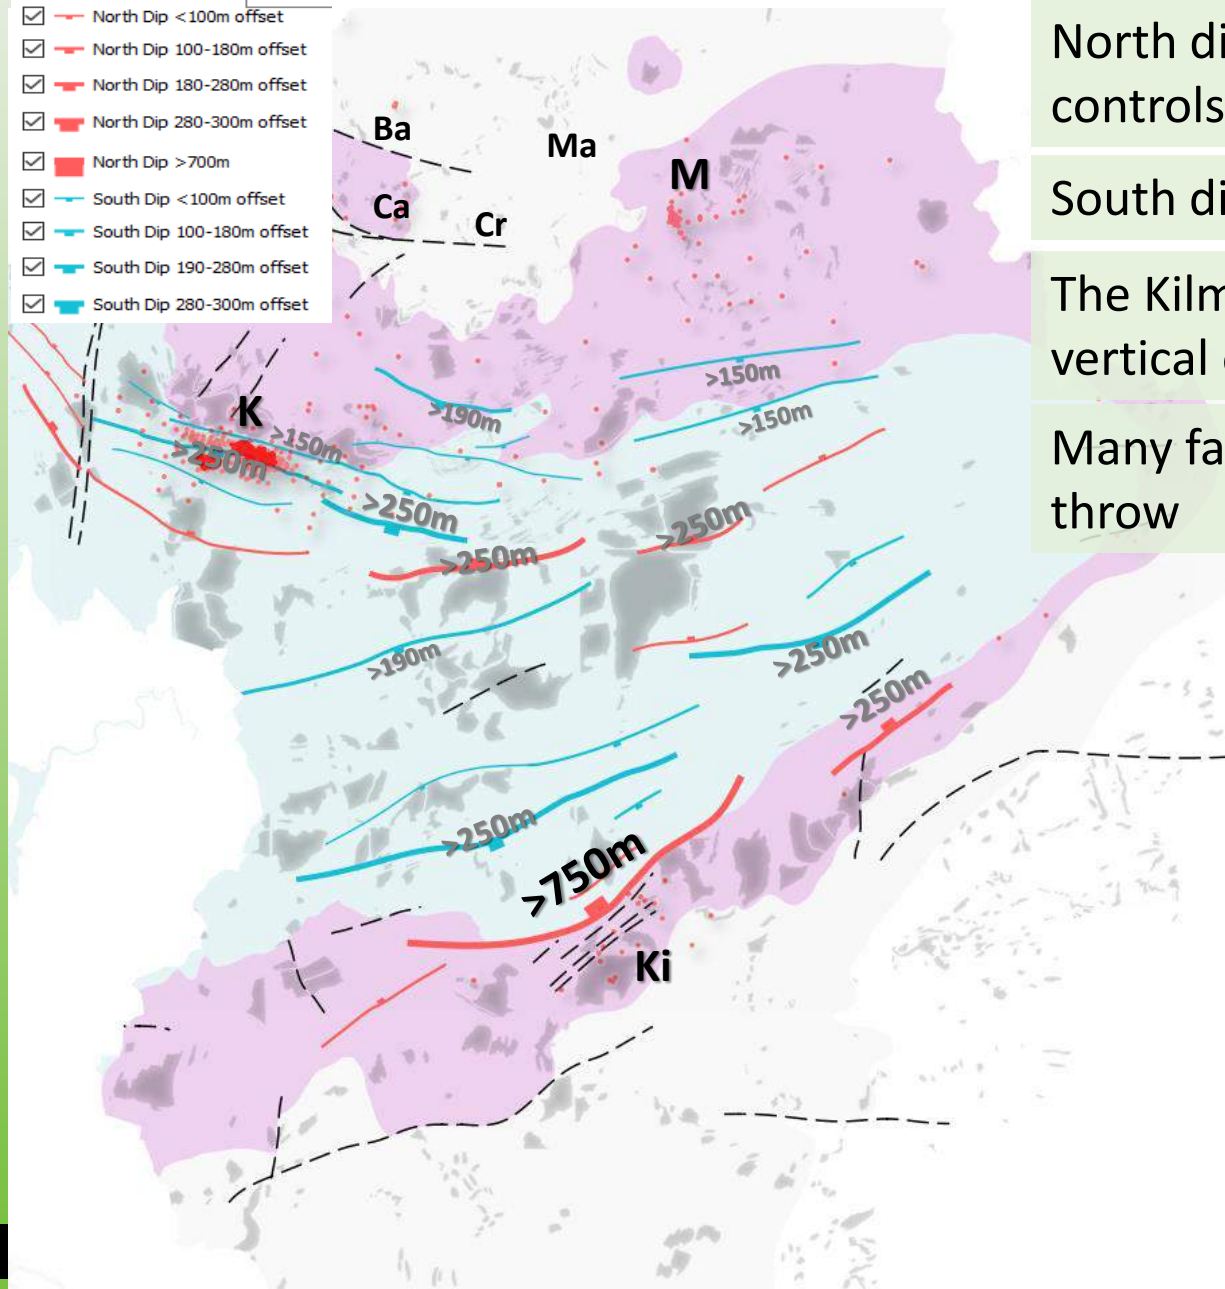 North Dip <100m offset
North Dip 100-180m offset
North Dip 180-280m offset
North Dip 280-300m offset
North Dip >700m
South Dip <100m offset
South Dip 100-180m offset
South Dip 190-280m offset
South Dip 280-300m offset
North di
controls
South di
The Kilm
vertical
Many fa
throw
Ba
Ma
M
Ca
Cr
>150m
>190m
>150m
K
>150m
>250m
>250m
>250m
>250m
>190m
>250m
>250m
>250m
>750m
Ki